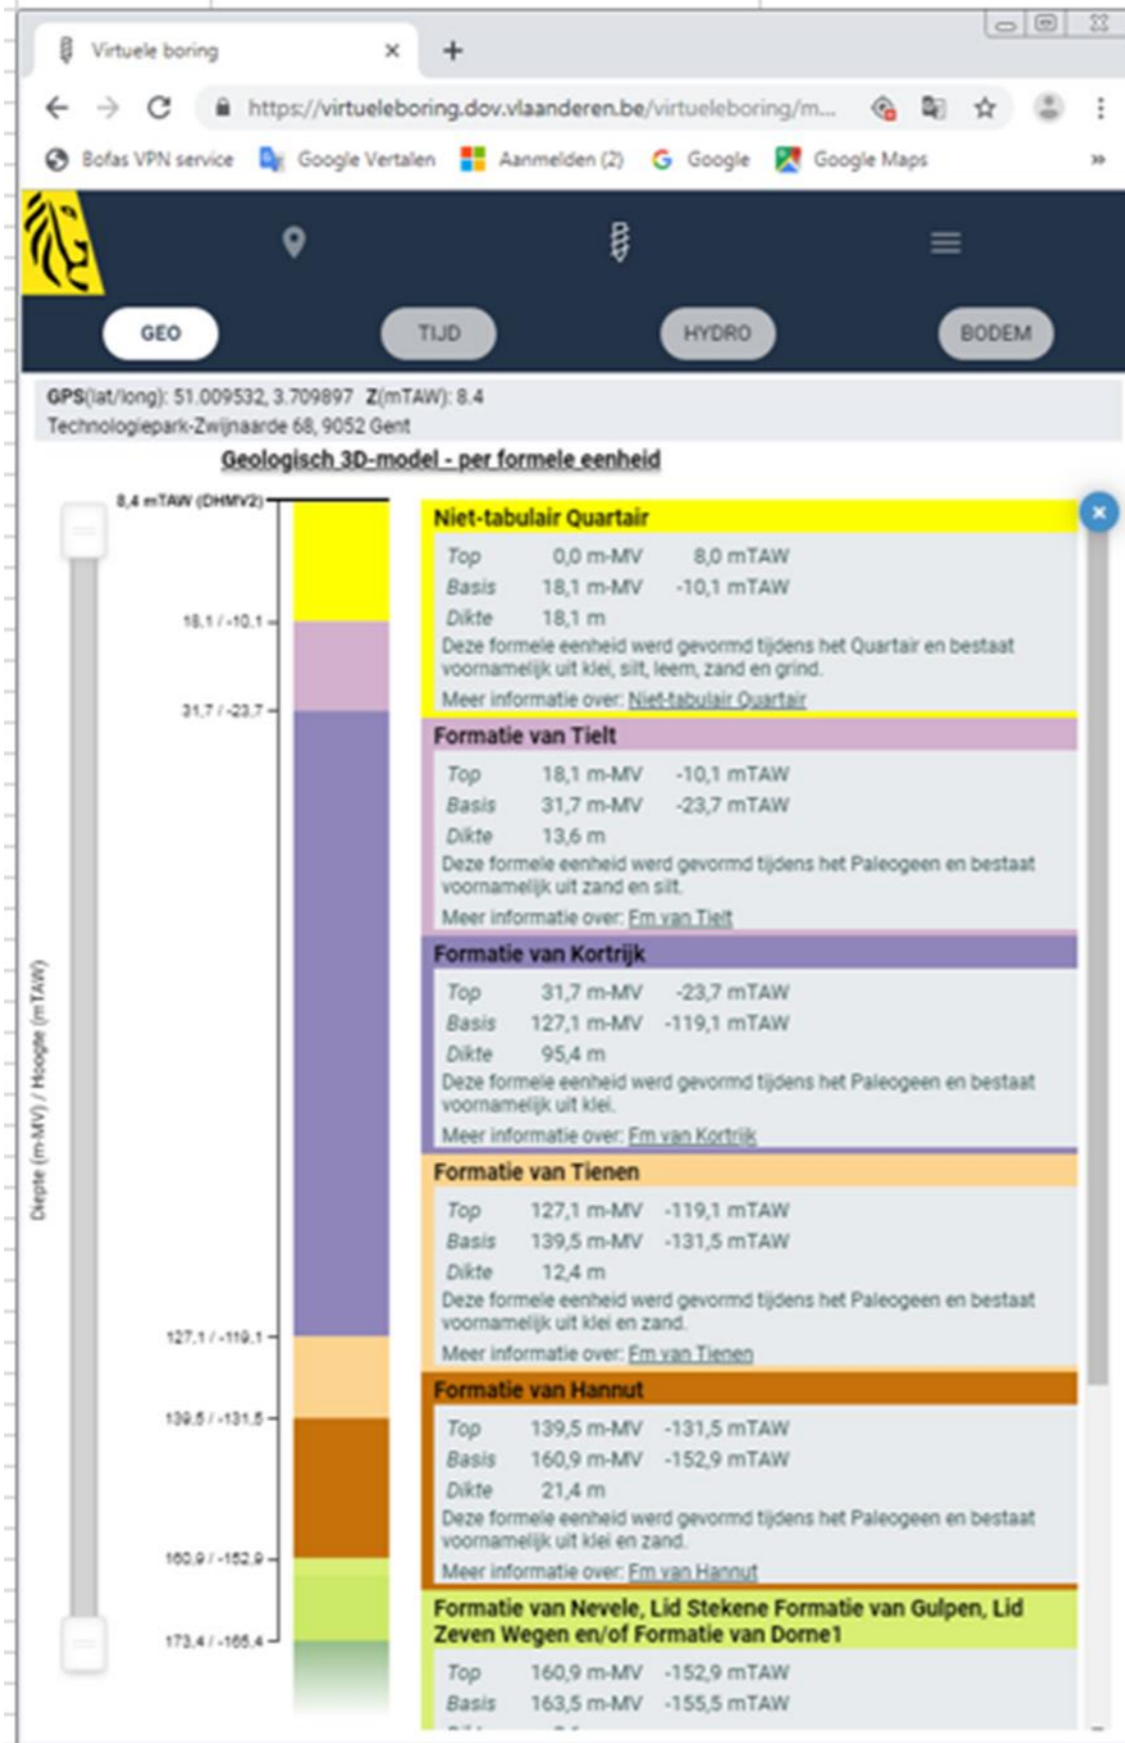 Virtuele boring
https://virtueleboring.dov.vlaanderen.be/virtueleboring/m...
Bofas VPN service Google Vertalen Aanmelden (2) Google Google Maps »
GEO TIJD HYDRO BODEM
GPS(lat/long): 51.009532, 3.709897 Z(mTAW): 8.4
Technologiepark-Zwijnaarde 68, 9052 Gent
Geologisch 3D-model - per formele eenheid
Diepte (m-MV) / Hoogte (mTAW)
8,4 mTAW (DHMV2)
18,1 / -10,1
31,7 / -23,7
127,1 / -119,1
139,5 / -131,5
160,9 / -152,9
173,4 / -165,4
Niet-tabulair Quartair
Top 0,0 m-MV 8,0 mTAW
Basis 18,1 m-MV -10,1 mTAW
Dikte 18,1 m
Deze formele eenheid werd gevormd tijdens het Quartair en bestaat
voornamelijk uit klei, silt, leem, zand en grind.
Meer informatie over: Niet-tabulair Quartair
Formatie van Tielt
Top 18,1 m-MV -10,1 mTAW
Basis 31,7 m-MV -23,7 mTAW
Dikte 13,6 m
Deze formele eenheid werd gevormd tijdens het Paleogeen en bestaat
voornamelijk uit zand en silt.
Meer informatie over: Fm van Tielt
Formatie van Kortrijk
Top 31,7 m-MV -23,7 mTAW
Basis 127,1 m-MV -119,1 mTAW
Dikte 95,4 m
Deze formele eenheid werd gevormd tijdens het Paleogeen en bestaat
voornamelijk uit klei.
Meer informatie over: Fm van Kortrijk
Formatie van Tienen
Top 127,1 m-MV -119,1 mTAW
Basis 139,5 m-MV -131,5 mTAW
Dikte 12,4 m
Deze formele eenheid werd gevormd tijdens het Paleogeen en bestaat
voornamelijk uit klei en zand.
Meer informatie over: Fm van Tienen
Formatie van Hannut
Top 139,5 m-MV -131,5 mTAW
Basis 160,9 m-MV -152,9 mTAW
Dikte 21,4 m
Deze formele eenheid werd gevormd tijdens het Paleogeen en bestaat
voornamelijk uit klei en zand.
Meer informatie over: Fm van Hannut
Formatie van Nevele, Lid Stekene Formatie van Gulpen, Lid
Zeven Wegen en/of Formatie van Dorne1
Top 160,9 m-MV -152,9 mTAW
Basis 163,5 m-MV -155,5 mTAW